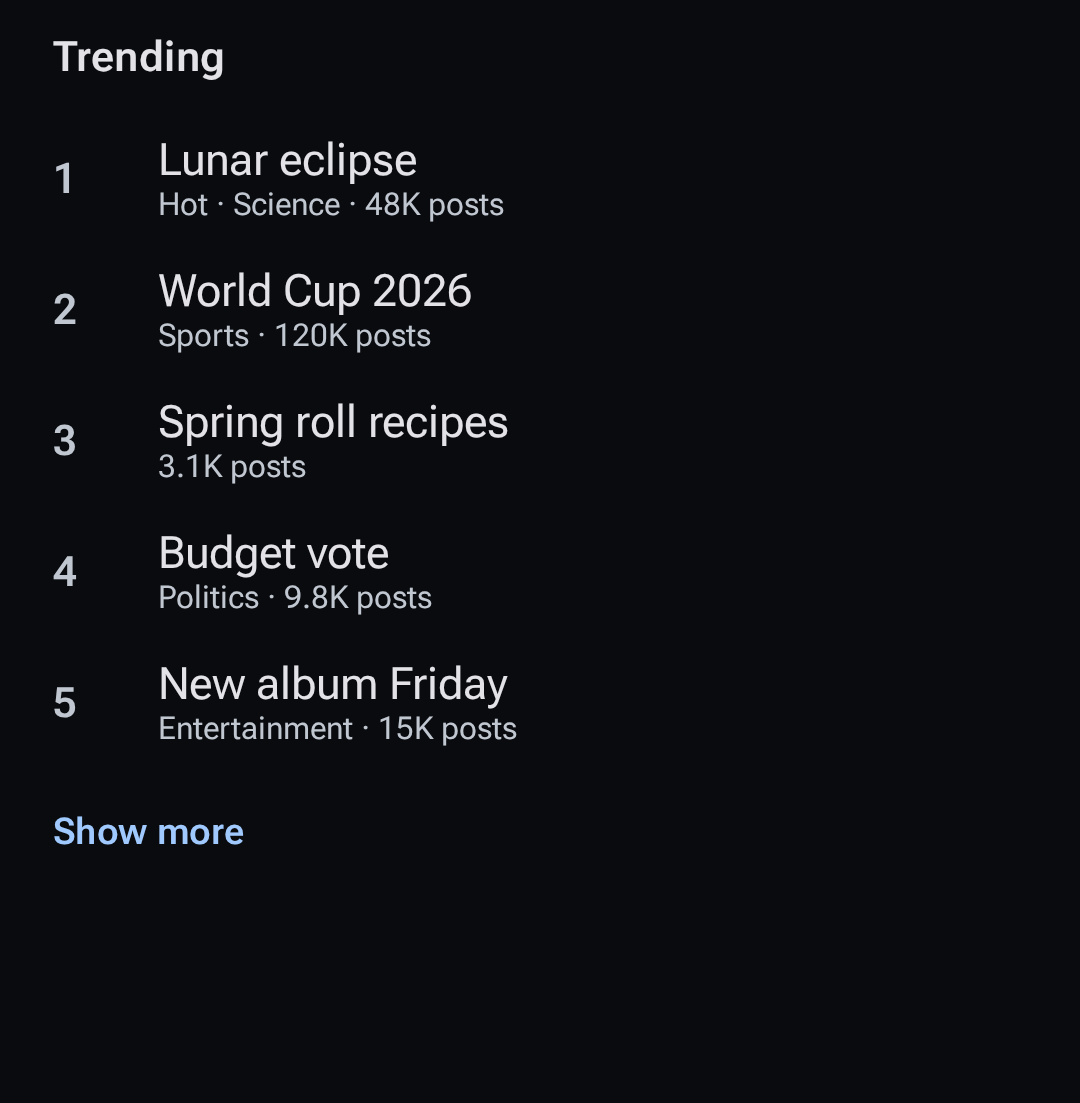 Trending
1
Lunar eclipse
Hot · Science · 48K posts
2
World Cup 2026
Sports · 120K posts
3
Spring roll recipes
3.1K posts
4
Budget vote
Politics · 9.8K posts
5
New album Friday
Entertainment · 15K posts
Show more